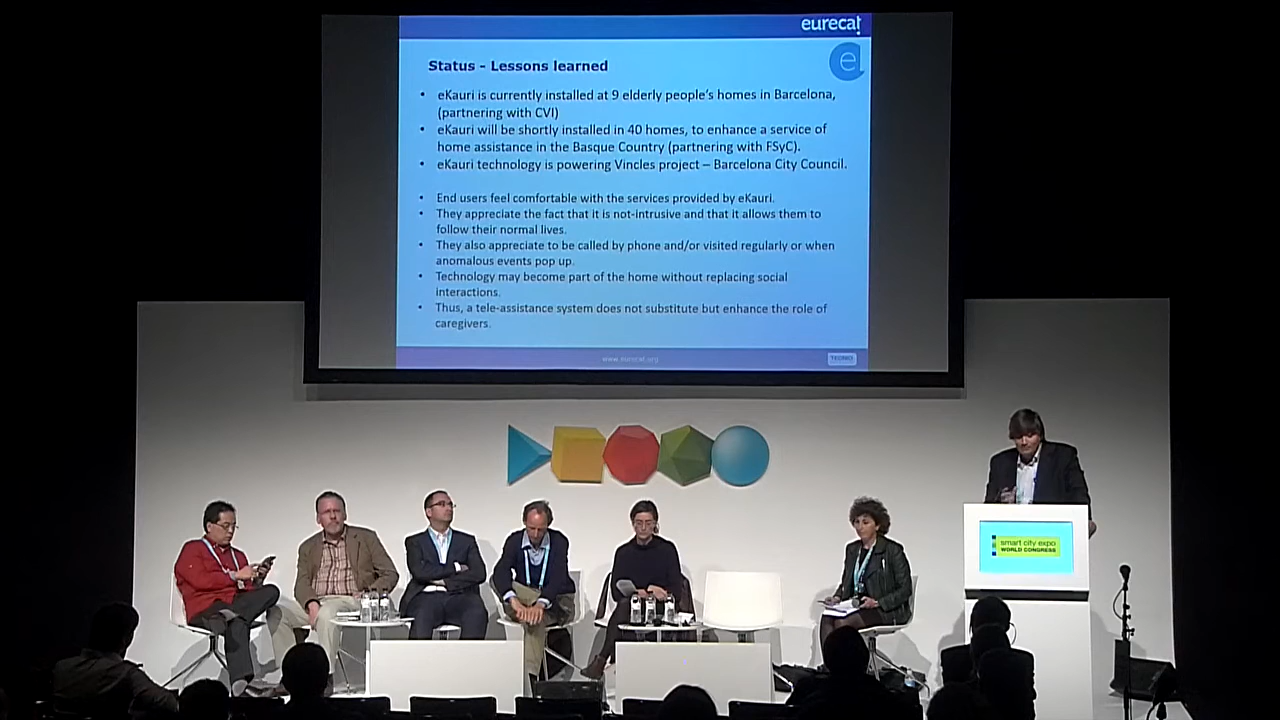 eurecat
e
Status - Lessons learned
• eKauri is currently installed at 9 elderly people's homes in Barcelona,
(partnering with CVI)
• eKauri will be shortly installed in 40 homes, to enhance a service of
home assistance in the Basque Country (partnering with FSyC).
• eKauri technology is powering Vincles project – Barcelona City Council.
• End users feel comfortable with the services provided by eKauri.
• They appreciate the fact that it is not-intrusive and that it allows them to
follow their normal lives.
• They also appreciate to be called by phone and/or visited regularly or when
anomalous events pop up.
• Technology may become part of the home without replacing social
interactions.
• Thus, a tele-assistance system does not substitute but enhance the role of
caregivers.
www.eurecat.org
TECNIO
smart city expo
WORLD CONGRESS